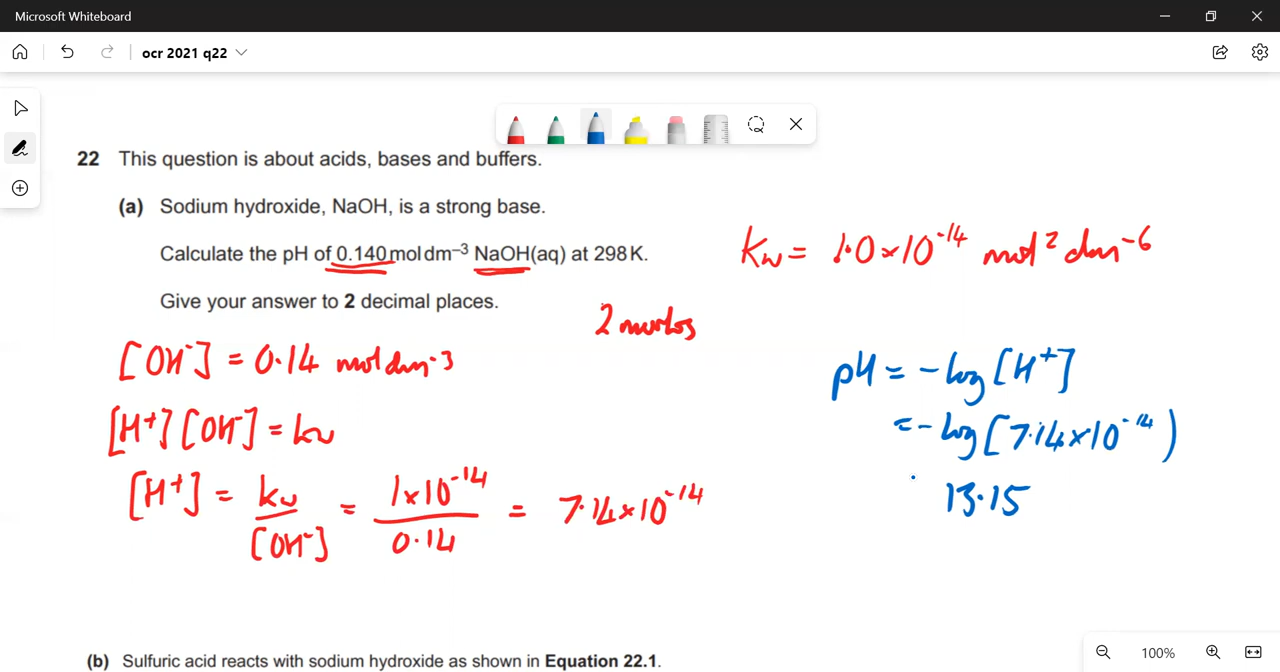 Microsoft Whiteboard
ocr 2021 q22
22 This question is about acids, bases and buffers.
(a) Sodium hydroxide, NaOH, is a strong base.
Calculate the pH of 0.140 mol dm⁻³ NaOH(aq) at 298 K.
Give your answer to 2 decimal places.
Kw = 1.0×10⁻¹⁴ mol² dm⁻⁶
2 marks
[OH⁻] = 0.14 mol dm⁻³
[H⁺][OH⁻] = kw
[H⁺] = kw/[OH⁻] = 1×10⁻¹⁴/0.14 = 7.14×10⁻¹⁴
pH = -log[H⁺]
= -log[7.14×10⁻¹⁴)
13.15
(b) Sulfuric acid reacts with sodium hydroxide as shown in Equation 22.1.
100%